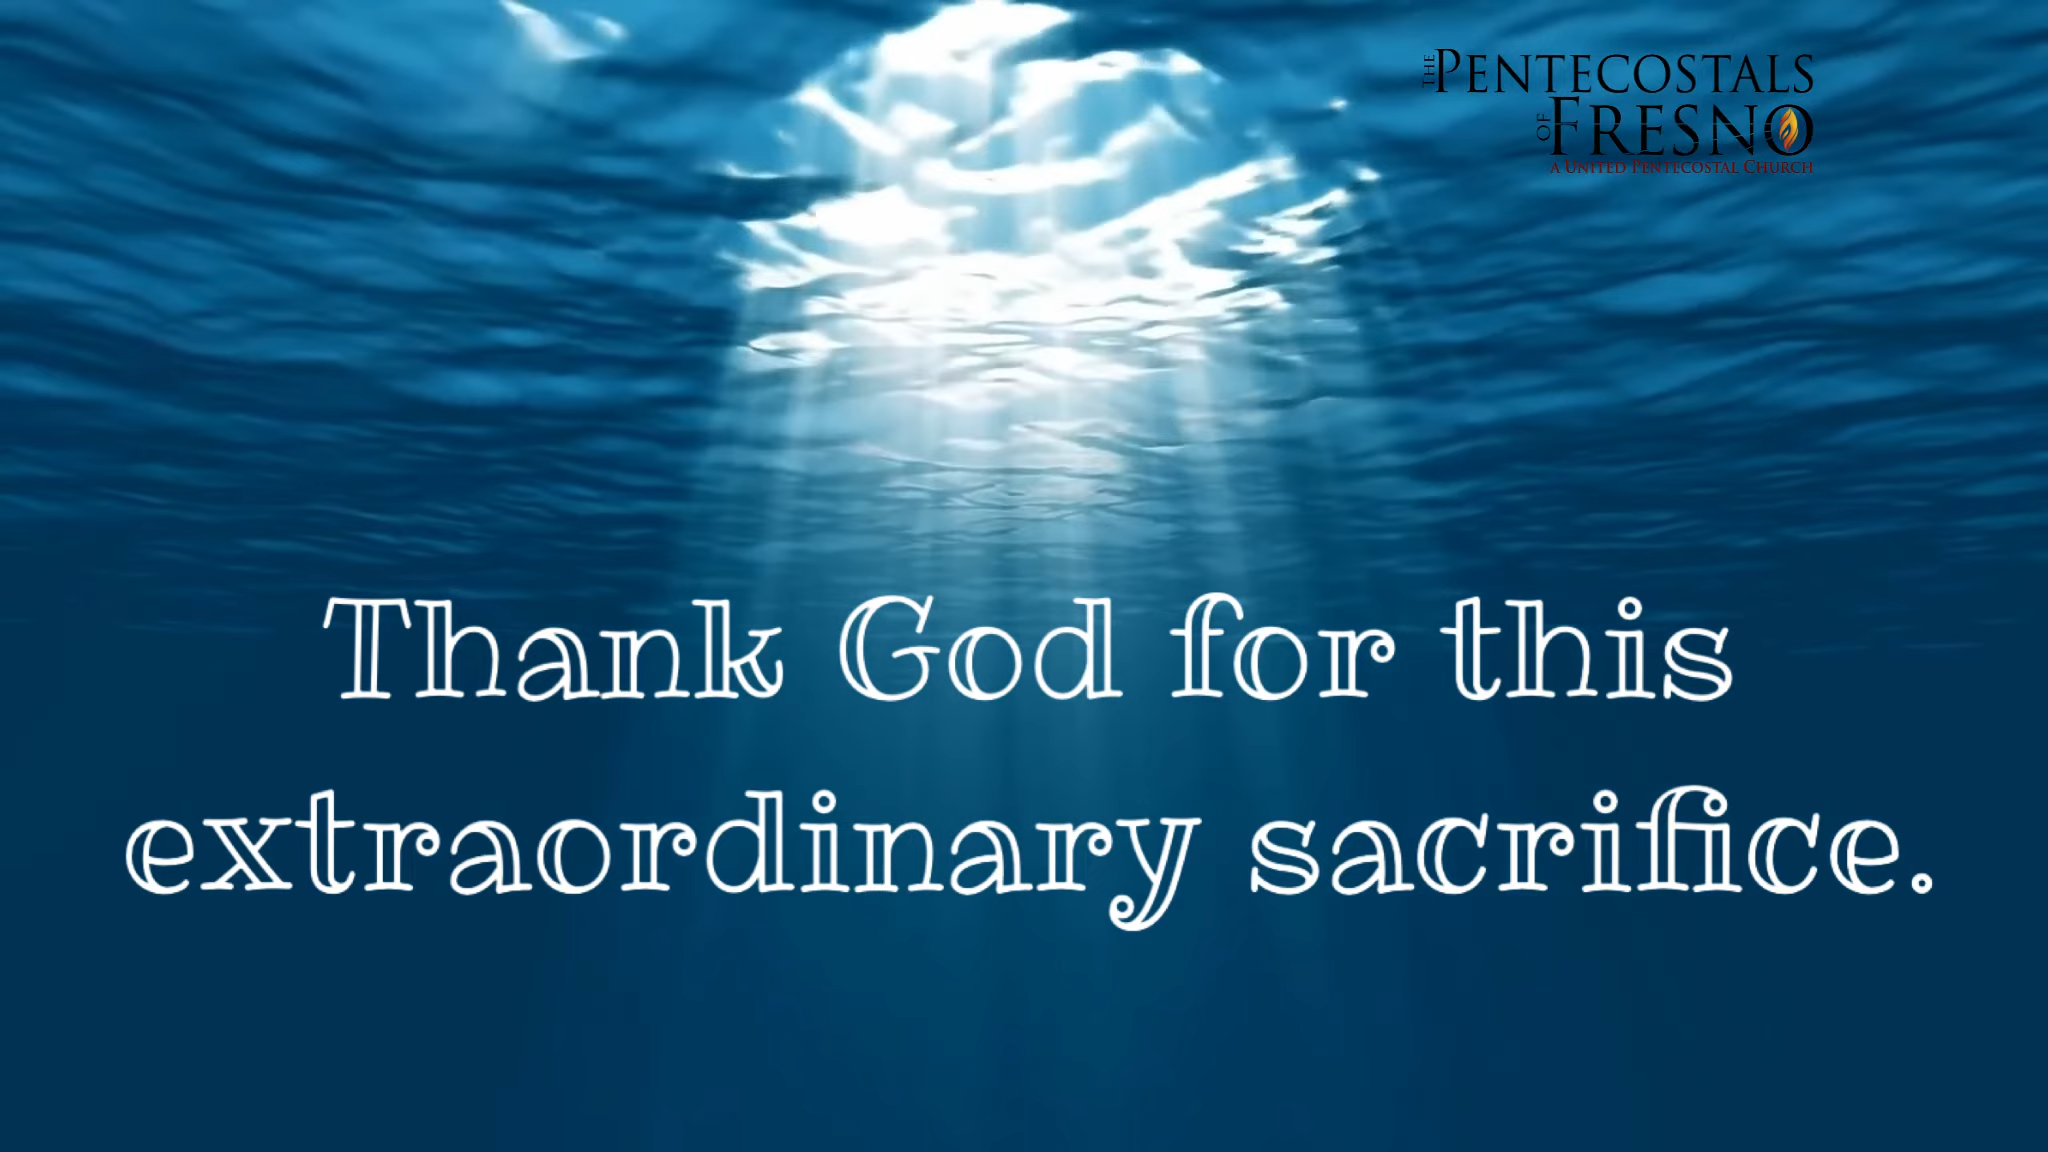 THE PENTECOSTALS
OF FRESNO
A UNITED PENTECOSTAL CHURCH
Thank God for this
extraordinary sacrifice.